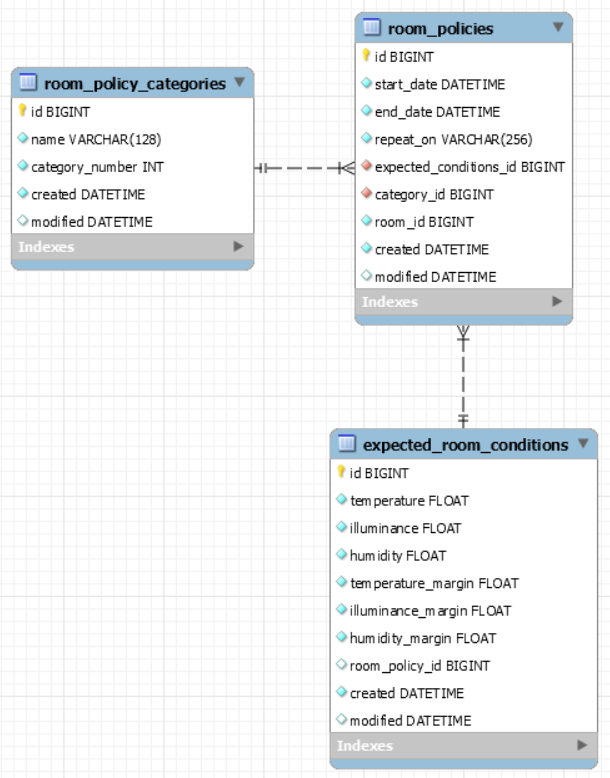 room_policy_categories
id BIGINT
name VARCHAR(128)
category_number INT
created DATETIME
modified DATETIME
Indexes
room_policies
id BIGINT
start_date DATETIME
end_date DATETIME
repeat_on VARCHAR(256)
expected_conditions_id BIGINT
category_id BIGINT
room_id BIGINT
created DATETIME
modified DATETIME
Indexes
expected_room_conditions
id BIGINT
temperature FLOAT
illuminance FLOAT
humidity FLOAT
temperature_margin FLOAT
illuminance_margin FLOAT
humidity_margin FLOAT
room_policy_id BIGINT
created DATETIME
modified DATETIME
Indexes